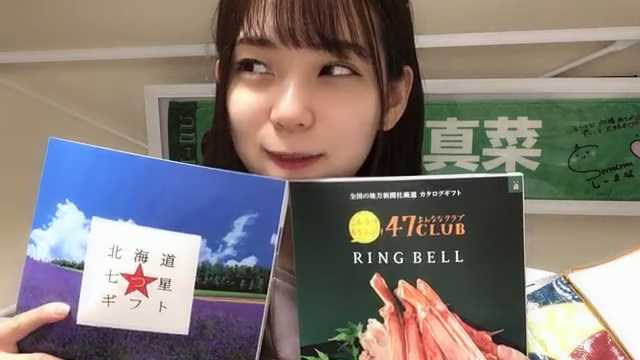 北海道
七つ星
ギフト
全国の地方新聞社厳選 カタログギフト
47CLUB
よんななクラブ
RING BELL
真菜